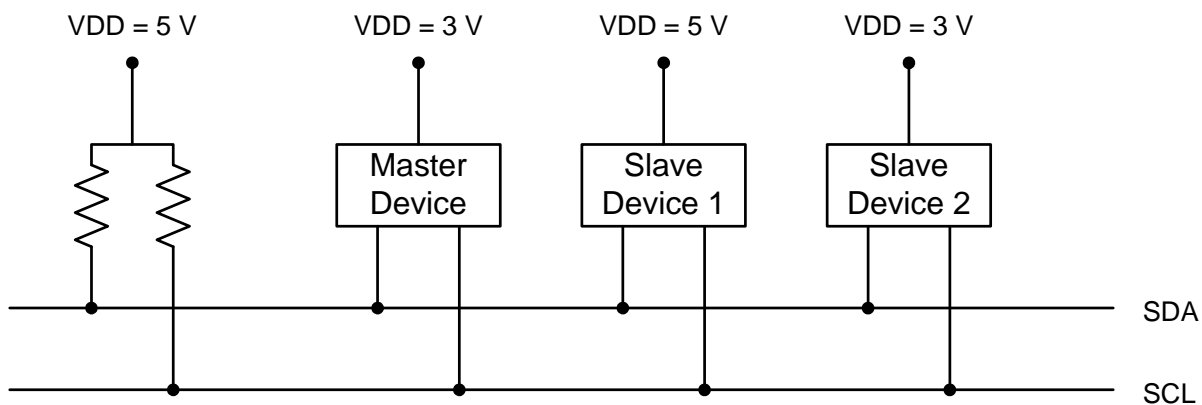 VDD = 5 V
VDD = 3 V
VDD = 5 V
VDD = 3 V
Master
Device
Slave
Device 1
Slave
Device 2
SDA
SCL